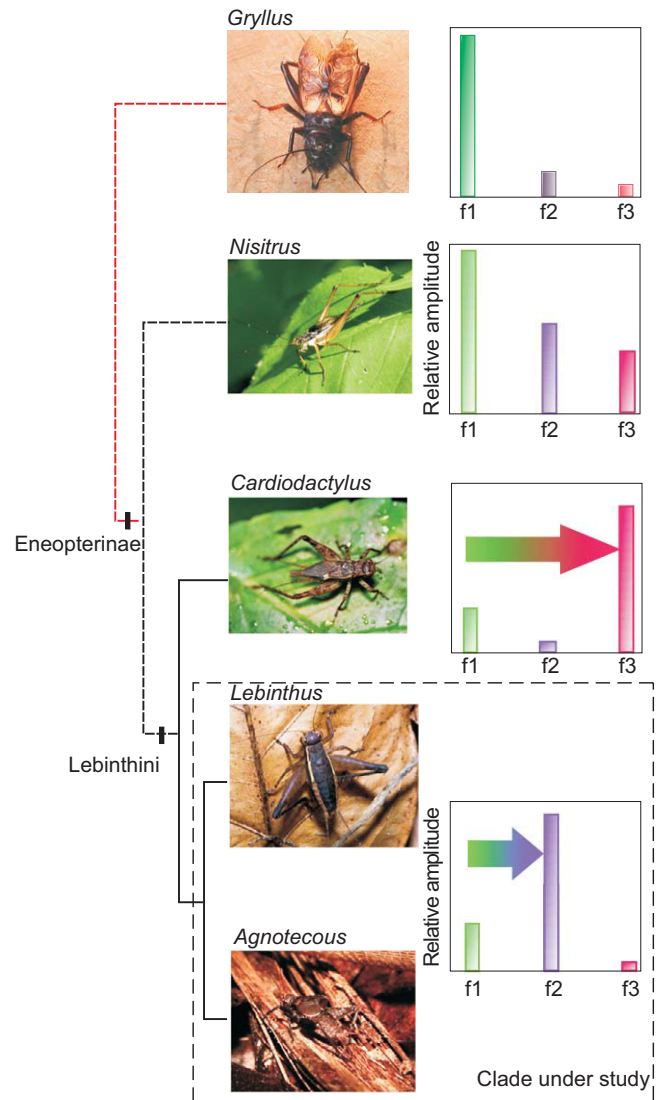 Gryllus
f1 f2 f3
Nisitrus
Relative amplitude
f1 f2 f3
Cardiodactylus
Eneopterinae
f1 f2 f3
Lebinthus
Lebinthini
Relative amplitude
Agnotecous
f1 f2 f3
Clade under study